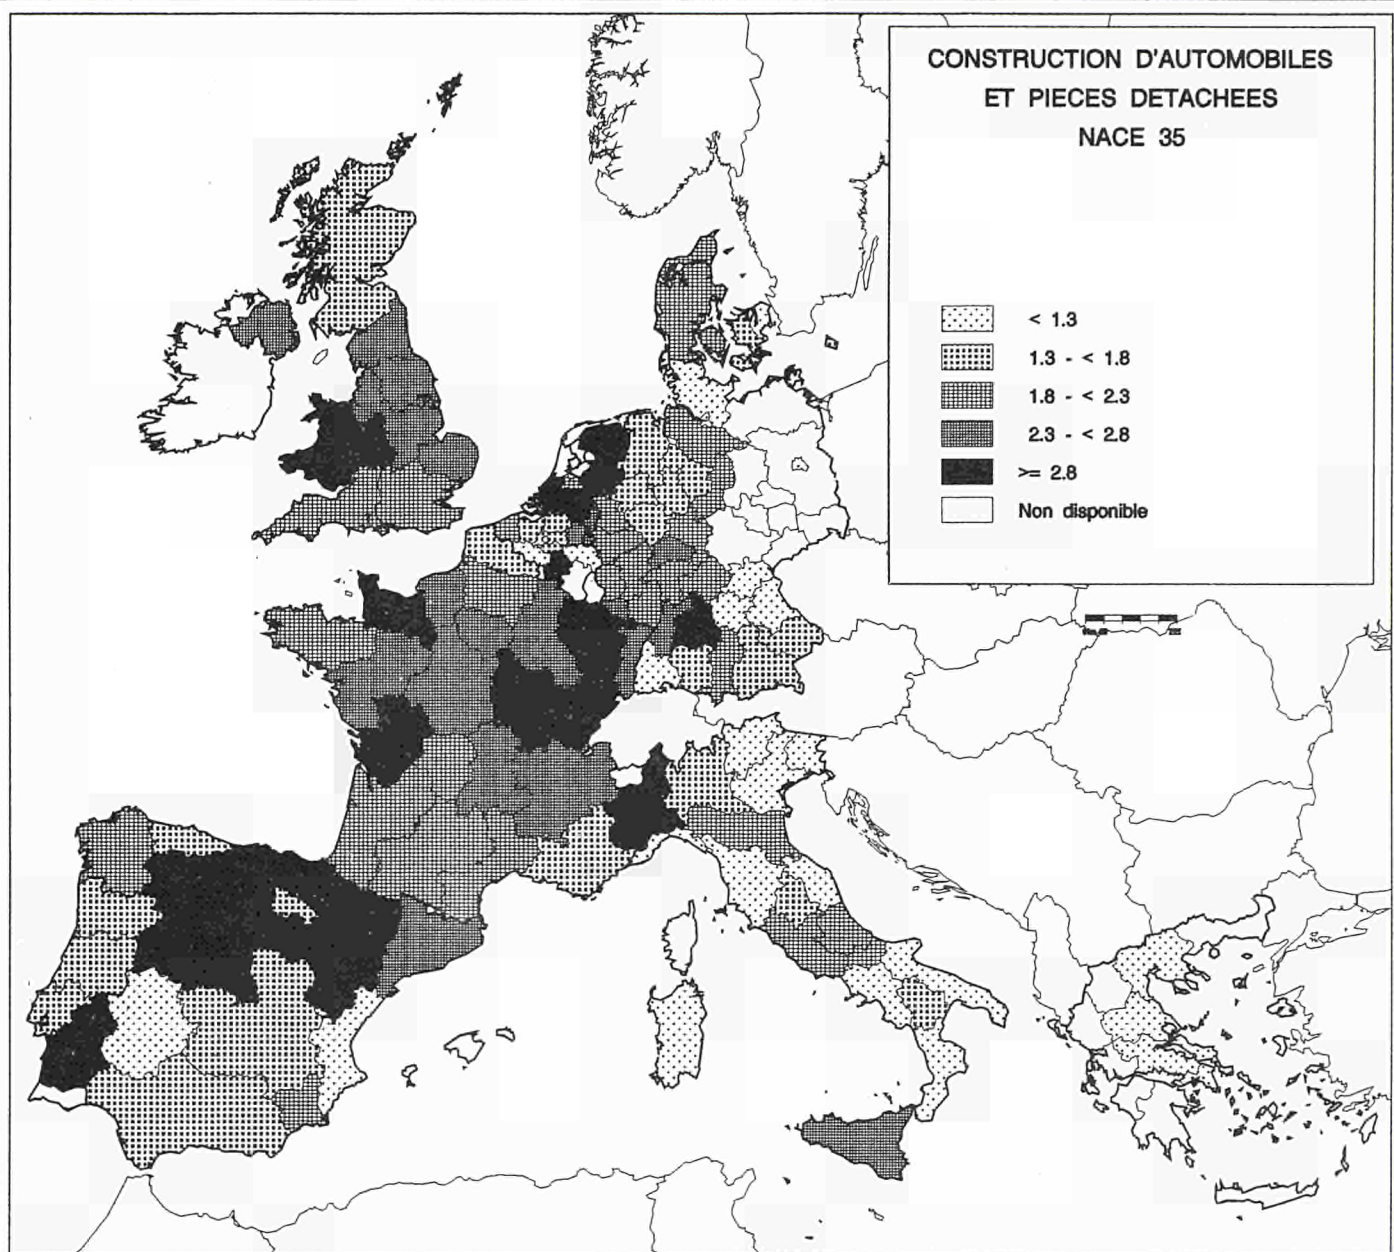 CONSTRUCTION D'AUTOMOBILES
ET PIECES DETACHEES
NACE 35
< 1.3
1.3 - < 1.8
1.8 - < 2.3
2.3 - < 2.8
>= 2.8
Non disponible